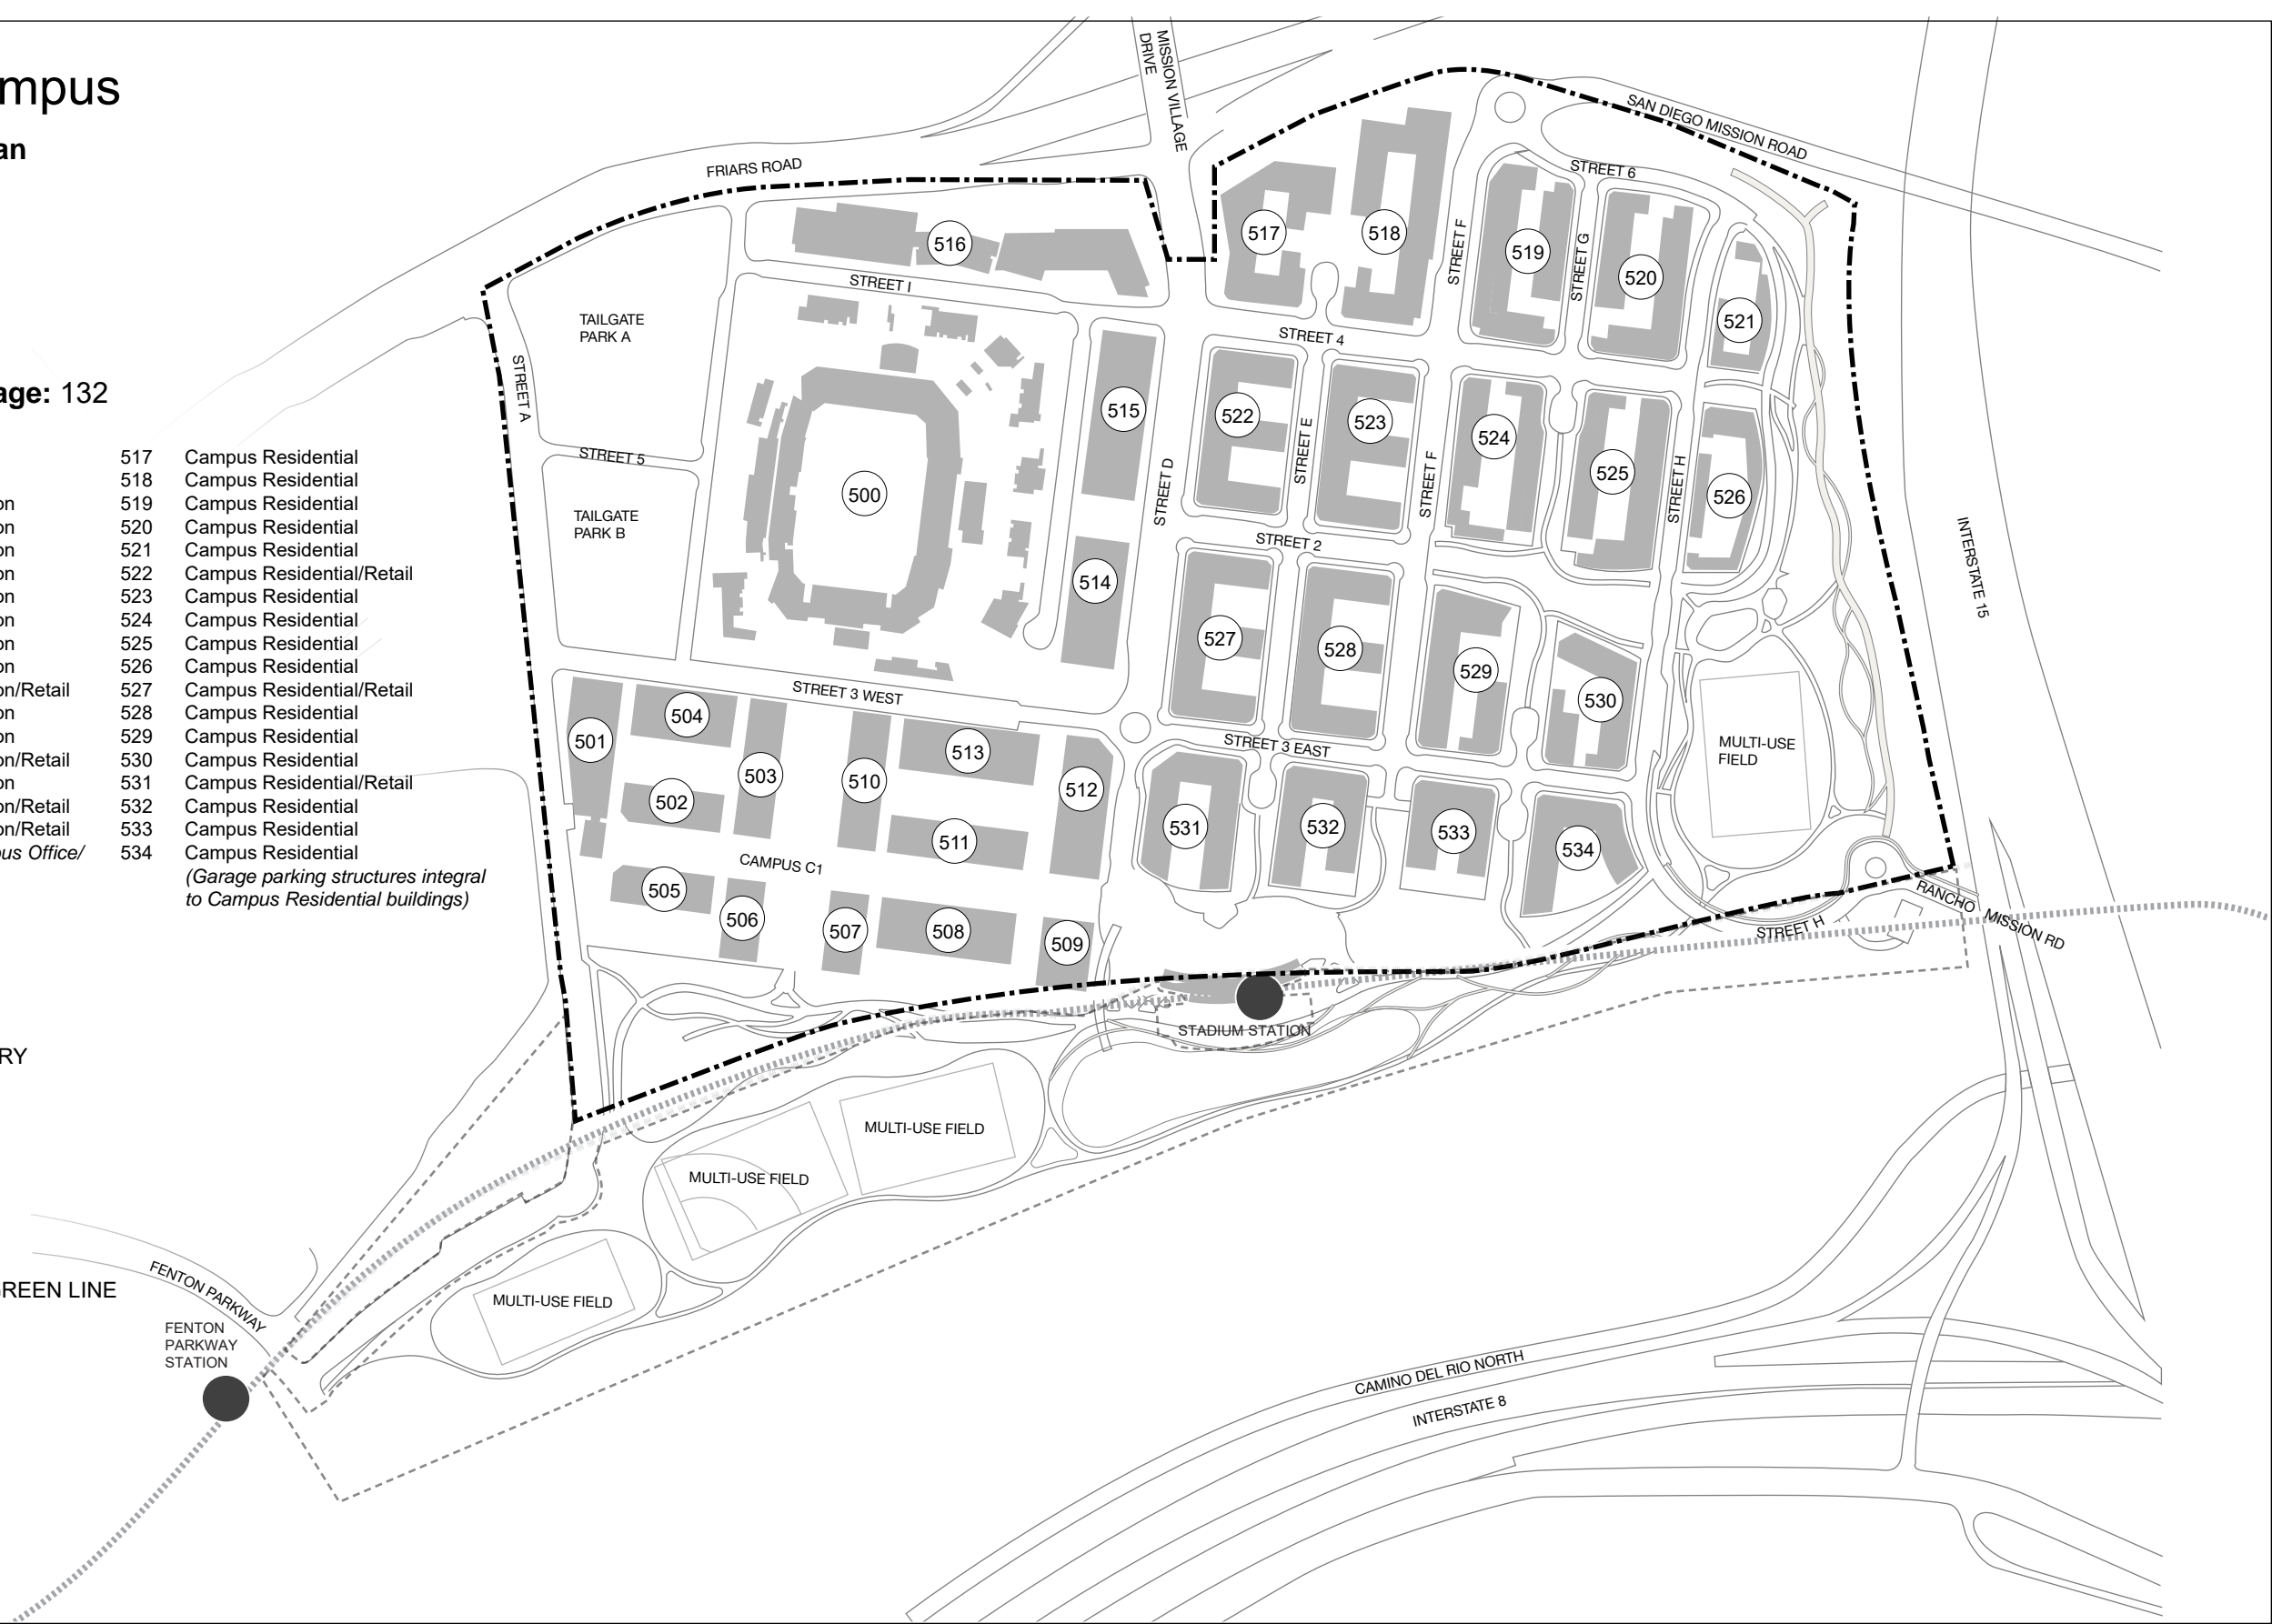 mpus
an
age: 132
517 Campus Residential
518 Campus Residential
on 519 Campus Residential
on 520 Campus Residential
on 521 Campus Residential
on 522 Campus Residential/Retail
on 523 Campus Residential
on 524 Campus Residential
on 525 Campus Residential
on 526 Campus Residential
on/Retail 527 Campus Residential/Retail
on 528 Campus Residential
on 529 Campus Residential
on/Retail 530 Campus Residential
on 531 Campus Residential/Retail
on/Retail 532 Campus Residential
on/Retail 533 Campus Residential
ous Office/ 534 Campus Residential
(Garage parking structures integral
to Campus Residential buildings)
RY
GREEN LINE
MISSION VILLAGE
DRIVE
FRIARS ROAD
SAN DIEGO MISSION ROAD
STREET 6
516
517
518
STREET F
519
STREET G
520
521
STREET I
TAILGATE
PARK A
STREET A
STREET 4
515
522
STREET E
523
524
525
STREET H
526
STREET 5
STREET D
STREET F
500
TAILGATE
PARK B
STREET 2
INTERSTATE 15
514
527
528
529
530
STREET 3 WEST
501
504
513
STREET 3 EAST
MULTI-USE
FIELD
503
510
512
502
511
531
532
533
534
CAMPUS C1
505
506
507
508
509
RANCHO MISSION RD
STREET H
STADIUM STATION
MULTI-USE FIELD
MULTI-USE FIELD
MULTI-USE FIELD
FENTON PARKWAY
FENTON
PARKWAY
STATION
CAMINO DEL RIO NORTH
INTERSTATE 8